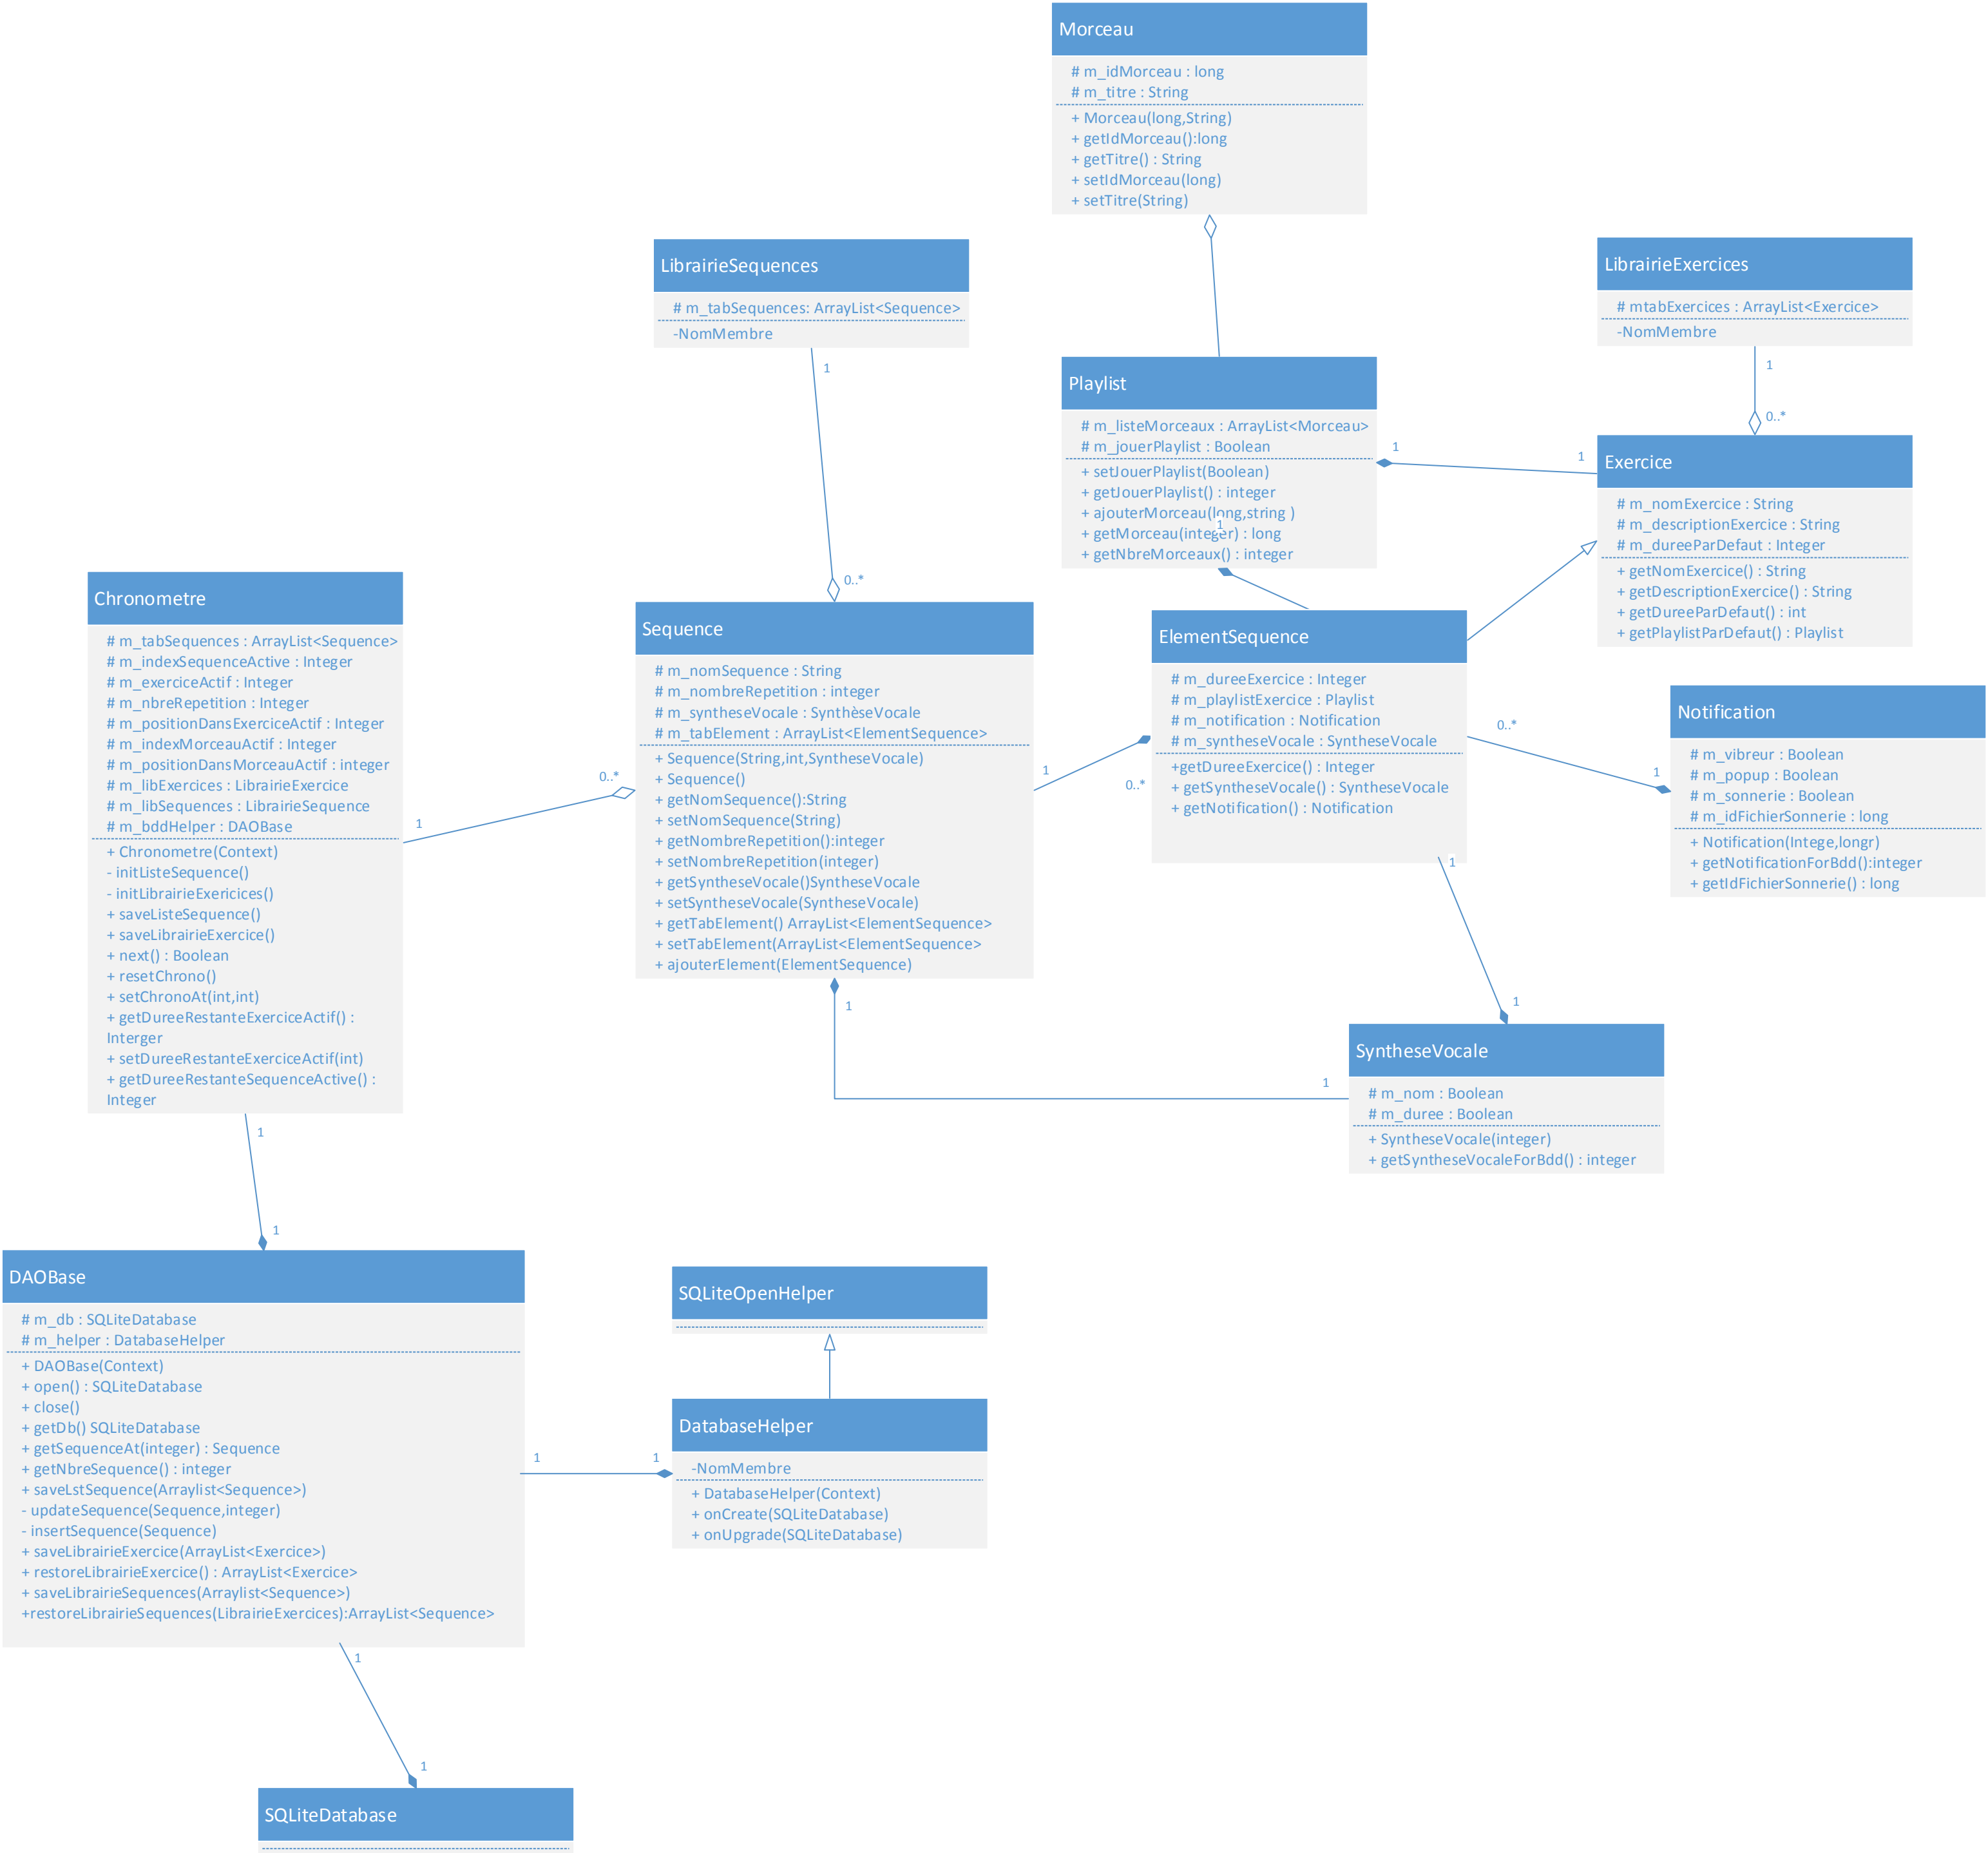 Morceau
# m_idMorceau : long
# m_titre : String
+ Morceau(long,String)
+ getIdMorceau():long
+ getTitre() : String
+ setIdMorceau(long)
+ setTitre(String)
LibrairieSequences
# m_tabSequences: ArrayList<Sequence>
-NomMembre
1
0..*
LibrairieExercices
# mtabExercices : ArrayList<Exercice>
-NomMembre
1
0..*
Playlist
# m_listeMorceaux : ArrayList<Morceau>
# m_jouerPlaylist : Boolean
+ setJouerPlaylist(Boolean)
+ getJouerPlaylist() : integer
+ ajouterMorceau(long,string )
1
+ getMorceau(integer) : long
+ getNbreMorceaux() : integer
1
1
Exercice
# m_nomExercice : String
# m_descriptionExercice : String
# m_dureeParDefaut : Integer
+ getNomExercice() : String
+ getDescriptionExercice() : String
+ getDureeParDefaut() : int
+ getPlaylistParDefaut() : Playlist
Chronometre
# m_tabSequences : ArrayList<Sequence>
# m_indexSequenceActive : Integer
# m_exerciceActif : Integer
# m_nbreRepetition : Integer
# m_positionDansExerciceActif : Integer
# m_indexMorceauActif : Integer
# m_positionDansMorceauActif : integer
# m_libExercices : LibrairieExercice
# m_libSequences : LibrairieSequence
# m_bddHelper : DAOBase
+ Chronometre(Context)
- initListeSequence()
- initLibrairieExericices()
+ saveListeSequence()
+ saveLibrairieExercice()
+ next() : Boolean
+ resetChrono()
+ setChronoAt(int,int)
+ getDureeRestanteExerciceActif() :
Interger
+ setDureeRestanteExerciceActif(int)
+ getDureeRestanteSequenceActive() :
Integer
1
0..*
Sequence
# m_nomSequence : String
# m_nombreRepetition : integer
# m_syntheseVocale : SynthèseVocale
# m_tabElement : ArrayList<ElementSequence>
+ Sequence(String,int,SyntheseVocale)
+ Sequence()
+ getNomSequence():String
+ setNomSequence(String)
+ getNombreRepetition():integer
+ setNombreRepetition(integer)
+ getSyntheseVocale()SyntheseVocale
+ setSyntheseVocale(SyntheseVocale)
+ getTabElement() ArrayList<ElementSequence>
+ setTabElement(ArrayList<ElementSequence>
+ ajouterElement(ElementSequence)
1
0..*
ElementSequence
# m_dureeExercice : Integer
# m_playlistExercice : Playlist
# m_notification : Notification
# m_syntheseVocale : SyntheseVocale
+getDureeExercice() : Integer
+ getSyntheseVocale() : SyntheseVocale
+ getNotification() : Notification
0..*
1
Notification
# m_vibreur : Boolean
# m_popup : Boolean
# m_sonnerie : Boolean
# m_idFichierSonnerie : long
+ Notification(Intege,longr)
+ getNotificationForBdd():integer
+ getIdFichierSonnerie() : long
1
1
1
1
SyntheseVocale
# m_nom : Boolean
# m_duree : Boolean
+ SyntheseVocale(integer)
+ getSyntheseVocaleForBdd() : integer
1
1
DAOBase
# m_db : SQLiteDatabase
# m_helper : DatabaseHelper
+ DAOBase(Context)
+ open() : SQLiteDatabase
+ close()
+ getDb() SQLiteDatabase
+ getSequenceAt(integer) : Sequence
+ getNbreSequence() : integer
+ saveLstSequence(Arraylist<Sequence>)
- updateSequence(Sequence,integer)
- insertSequence(Sequence)
+ saveLibrairieExercice(ArrayList<Exercice>)
+ restoreLibrairieExercice() : ArrayList<Exercice>
+ saveLibrairieSequences(Arraylist<Sequence>)
+restoreLibrairieSequences(LibrairieExercices):ArrayList<Sequence>
1
1
SQLiteOpenHelper
DatabaseHelper
-NomMembre
+ DatabaseHelper(Context)
+ onCreate(SQLiteDatabase)
+ onUpgrade(SQLiteDatabase)
1
1
SQLiteDatabase